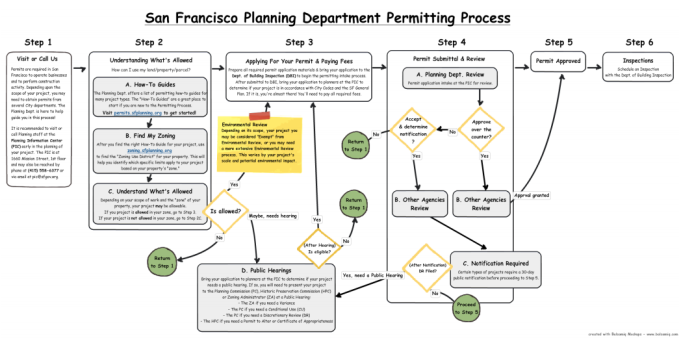 San Francisco Planning Department Permitting Process
Step 1
Step 2
Step 3
Step 4
Step 5
Step 6
Visit or Call Us
Permits are required in San
Francisco to operate businesses
and to perform construction
activity. Depending upon the
scope of your project, you may
need to obtain permits from
several City departments. The
Planning Dept. is here to help
guide you in this process!
It is recommended to visit or
call Planning staff at the
Planning Information Center
(PIC) early in the planning of
your project. The PIC is at
1660 Mission Street, 1st floor
and may also be reached by
phone at (415) 558-6377 or
via email at pic@sfgov.org.
Understanding What's Allowed
How can I use my land/property/parcel?
A. How-To Guides
The Planning Dept. offers a list of permitting how-to guides for
many project types. The "How-To Guides" are a great place to
start if you are new to the Permitting Process.
Visit permits.sfplanning.org to get started!
B. Find My Zoning
After you find the right How-To Guide for your project, use
zoning.sfplanning.org
to find the "Zoning Use District" for your property. This will
help you identify which specific limits apply to your project
based on your property's "zone."
C. Understand What's Allowed
Depending on your scope of work and the "zone" of your
property, your project may be allowable.
If your project is allowed in your zone, go to Step 3.
If your project is not allowed in your zone, go to Step 2C.
Applying For Your Permit & Paying Fees
Prepare all required permit application materials & bring your application to the
Dept. of Building Inspection (DBI) to begin the permitting intake process.
After submittal to DBI, bring your application to planners at the PIC to
determine if your project is in accordance with City Codes and the SF General
Plan. If it is, you're almost there! You'll need to pay all required fees.
Environmental Review
Depending on its scope, your project may
may be considered "Exempt" from
Environmental Review, or you may need
a more extensive Environmental Review
process. This varies by your project's
scale and potential environmental impact.
Permit Submittal & Review
A. Planning Dept. Review
Permit application intake at the PIC for review.
Permit Approved
Inspections
Schedule an Inspection
with the Dept. of Building Inspection
Accept
& determine
notification
?
No
Approve
over the
counter?
No
Return
to Step 1
Yes
Yes
B. Other Agencies
Review
B. Other Agencies
Review
Approval granted
Yes
Is allowed?
Maybe, needs hearing
No
Return
to Step 1
Yes
Return
to Step 1
(After Hearing)
Is eligible?
No
D. Public Hearings
Bring your application to planners at the PIC to determine if your project
needs a public hearing. If so, you will need to present your project
to the Planning Commission (PC), Historic Preservation Commission (HPC)
or Zoning Administrator (ZA) at a Public Hearing:
- The ZA if you need a Variance
- The PC if you need a Conditional Use (CU)
- The PC if you need a Discretionary Review (DR)
- The HPC if you need a Permit to Alter or Certificate of Appropriateness
Yes, need a Public Hearing
(After Notification)
DR Filed?
No
C. Notification Required
Certain types of projects require a 30-day
public notification before proceeding to Step 5.
Proceed
to Step 5
created with Balsamiq Mockups - www.balsamiq.com